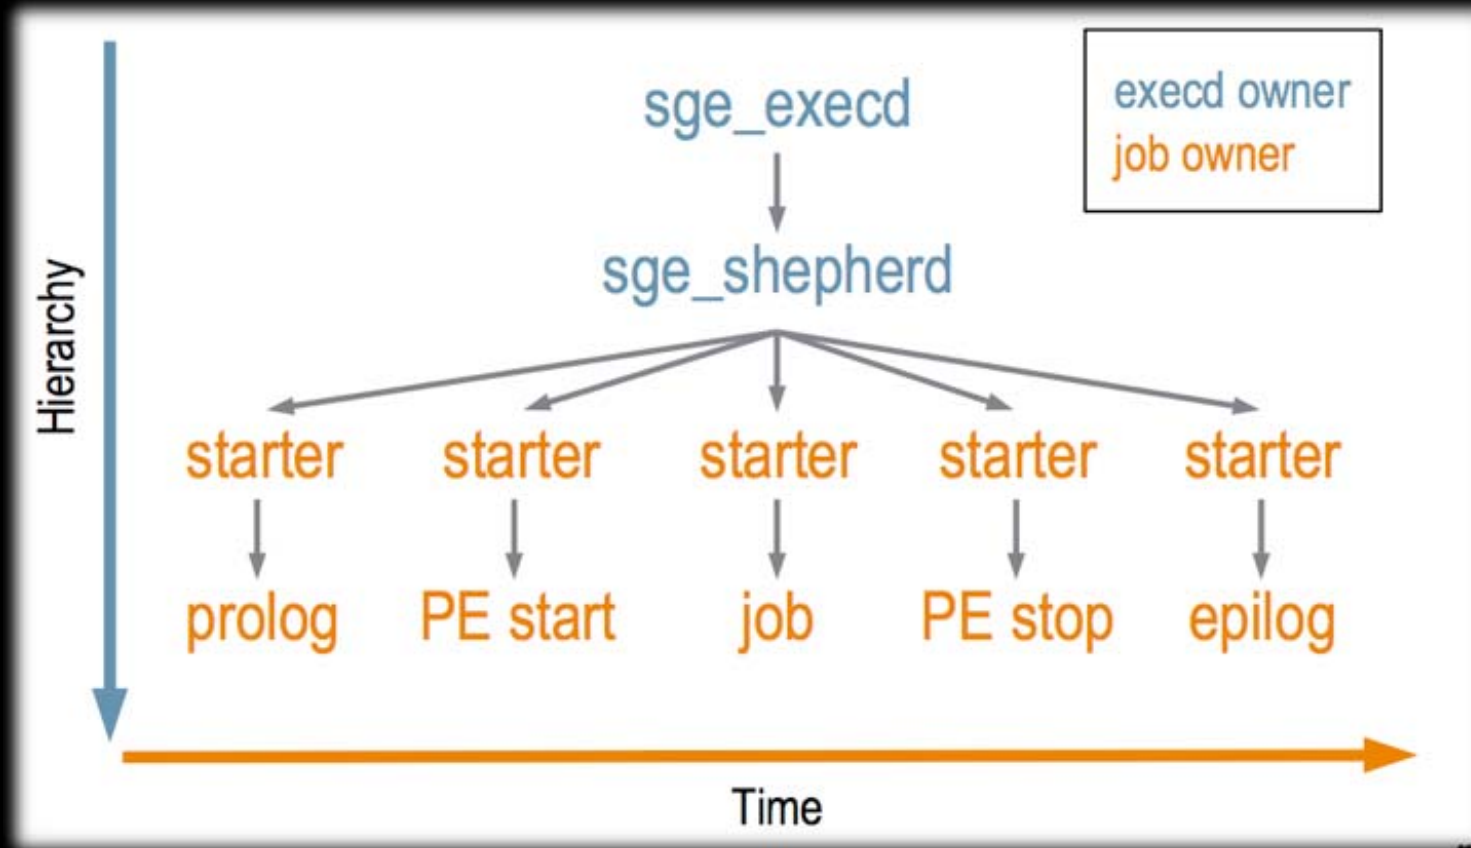 execd owner
job owner
sge_execd
sge_shepherd
Hierarchy
starter starter starter starter starter
prolog PE start job PE stop epilog
Time